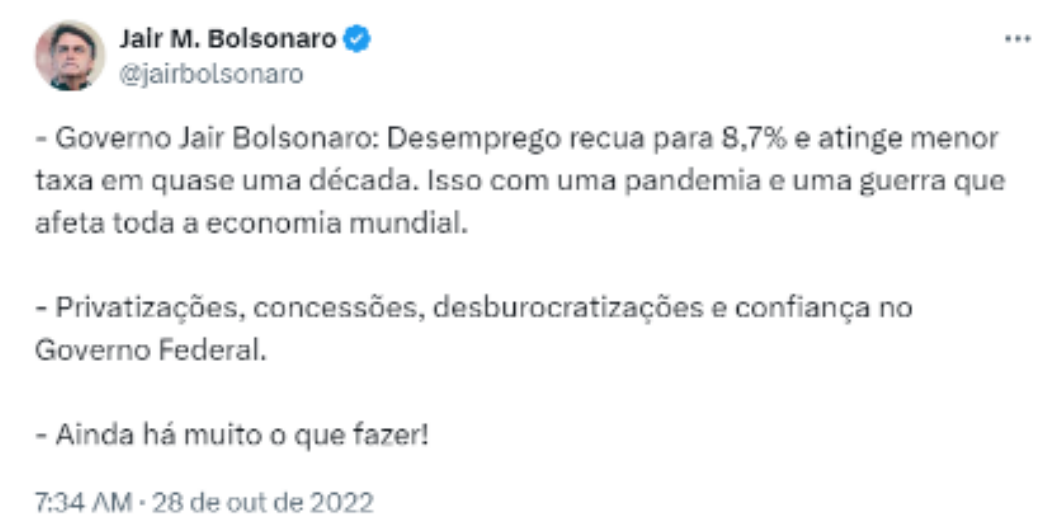 Jair M. Bolsonaro
@jairbolsonaro
- Governo Jair Bolsonaro: Desemprego recua para 8,7% e atinge menor
taxa em quase uma década. Isso com uma pandemia e uma guerra que
afeta toda a economia mundial.
- Privatizações, concessões, desburocratizações e confiança no
Governo Federal.
- Ainda há muito o que fazer!
7:34 AM · 28 de out de 2022